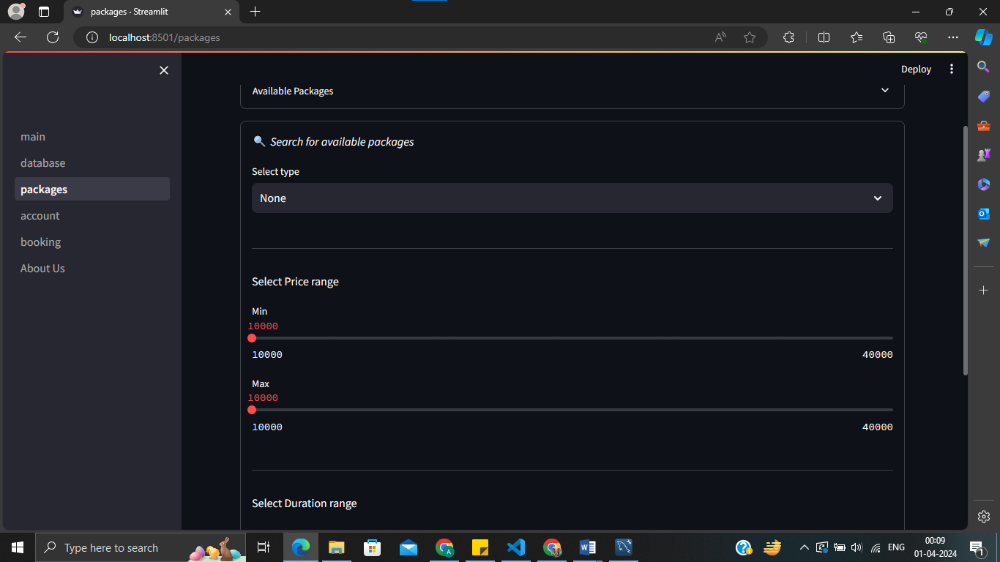 packages · Streamlit
localhost:8501/packages
Deploy
main
database
packages
account
booking
About Us
Available Packages
🔍 Search for available packages
Select type
None
Select Price range
Min
10000
10000 40000
Max
10000
10000 40000
Select Duration range
Type here to search
ENG
00:09
01-04-2024
1